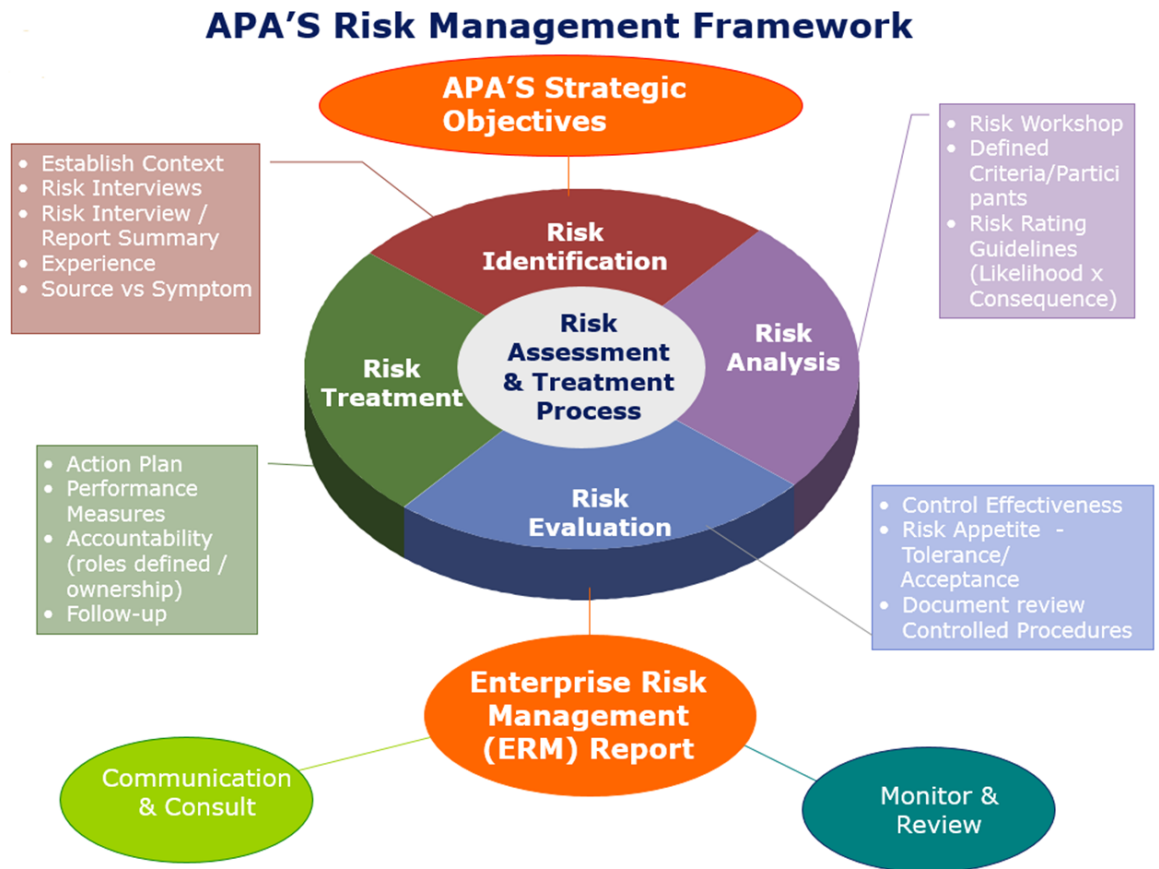 APA'S Risk Management Framework
APA'S Strategic
Objectives
• Establish Context
• Risk Interviews
• Risk Interview /
Report Summary
• Experience
• Source vs Symptom
• Risk Workshop
• Defined
Criteria/Partici
pants
• Risk Rating
Guidelines
(Likelihood x
Consequence)
Risk
Identification
Risk
Analysis
Risk
Assessment
& Treatment
Process
Risk
Treatment
Risk
Evaluation
• Action Plan
• Performance
Measures
• Accountability
(roles defined /
ownership)
• Follow-up
• Control Effectiveness
• Risk Appetite -
Tolerance/
Acceptance
• Document review
Controlled Procedures
Enterprise Risk
Management
(ERM) Report
Communication
& Consult
Monitor &
Review